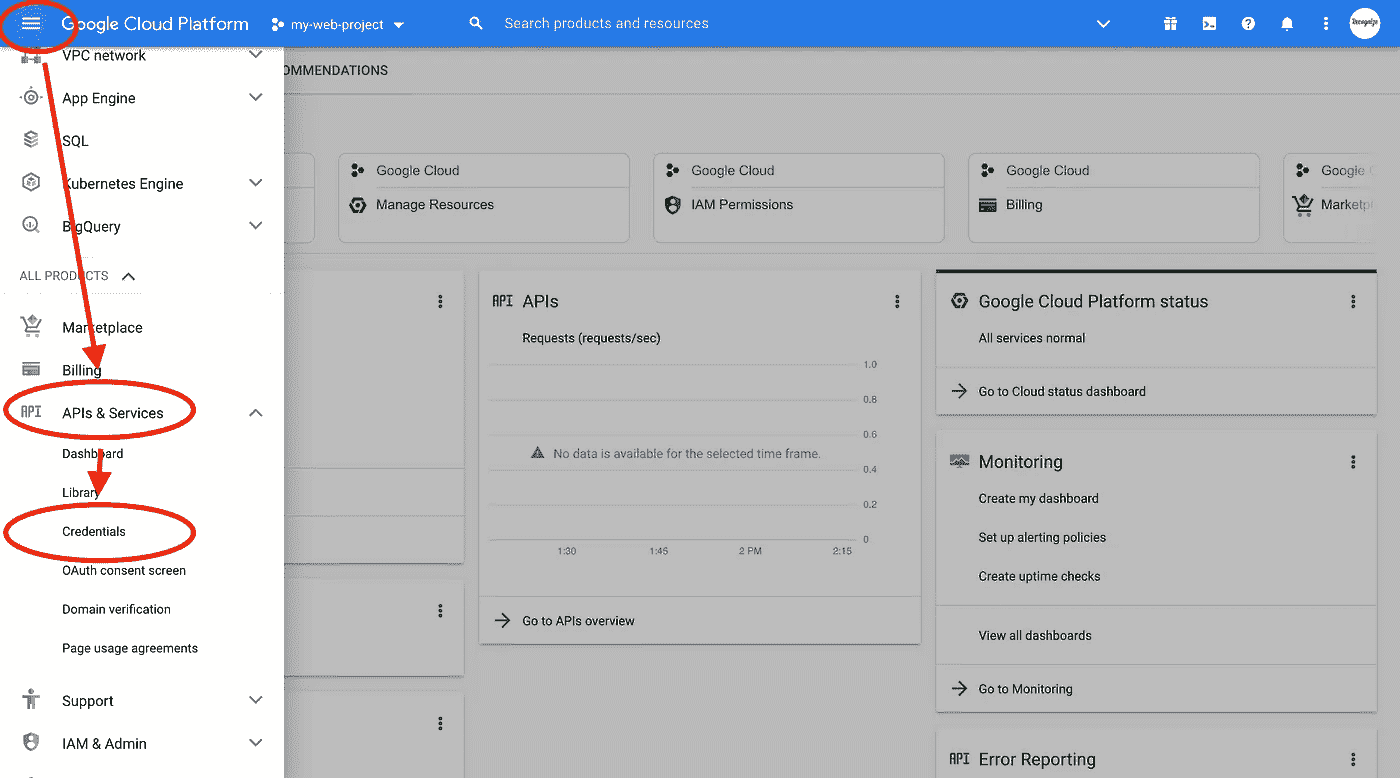 Google Cloud Platform my-web-project Search products and resources
Recognize
VPC network
App Engine
SQL
Kubernetes Engine
BigQuery
ALL PRODUCTS
Marketplace
Billing
API APIs & Services
Dashboard
Library
Credentials
OAuth consent screen
Domain verification
Page usage agreements
Support
IAM & Admin
OMMENDATIONS
Google Cloud
Manage Resources
Google Cloud
IAM Permissions
Google Cloud
Billing
Google C
Marketp
API APIs
Requests (requests/sec)
1.0
0.8
0.6
No data is available for the selected time frame.
0.4
0.2
0
1:30 1:45 2 PM 2:15
Go to APIs overview
Google Cloud Platform status
All services normal
Go to Cloud status dashboard
Monitoring
Create my dashboard
Set up alerting policies
Create uptime checks
View all dashboards
Go to Monitoring
API Error Reporting